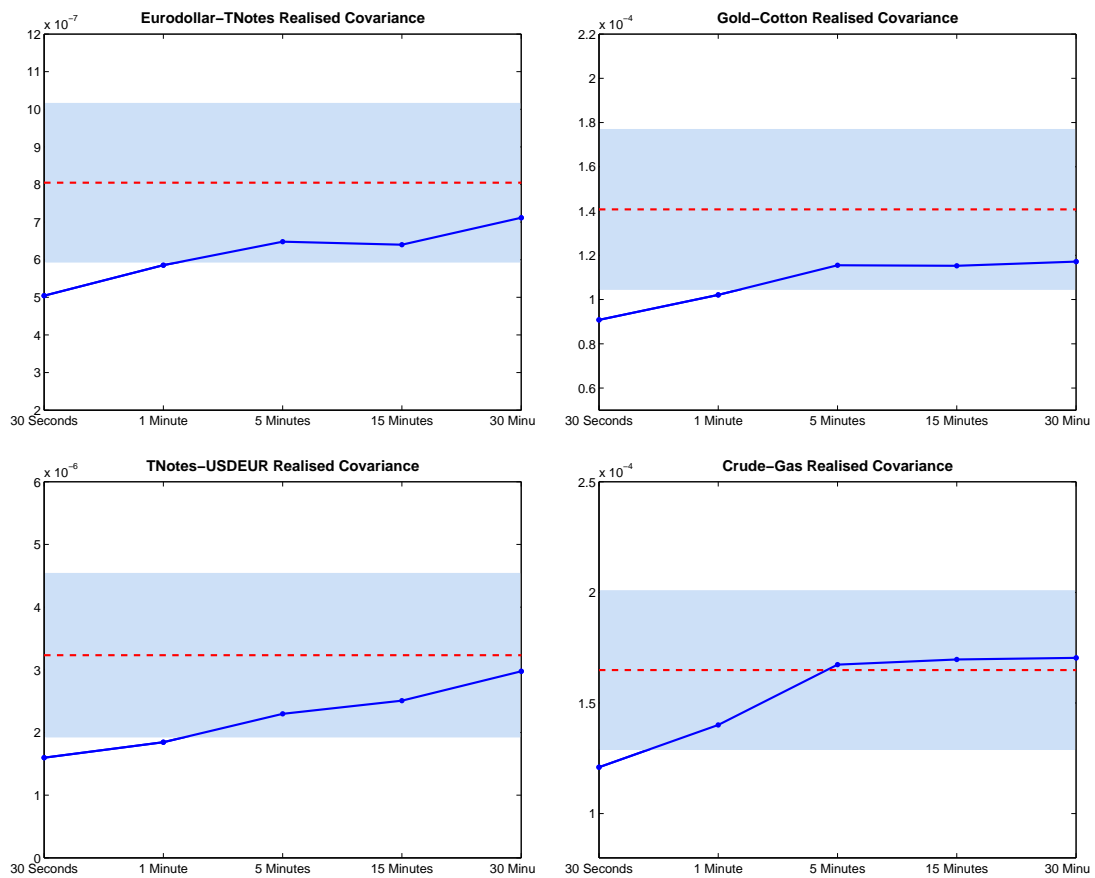 Eurodollar−TNotes Realised Covariance
x 10−7
12
11
10
9
8
7
6
5
4
3
2
30 Seconds 1 Minute 5 Minutes 15 Minutes 30 Minu
Gold−Cotton Realised Covariance
x 10−4
2.2
2
1.8
1.6
1.4
1.2
1
0.8
0.6
30 Seconds 1 Minute 5 Minutes 15 Minutes 30 Minu
TNotes−USDEUR Realised Covariance
x 10−6
6
5
4
3
2
1
0
30 Seconds 1 Minute 5 Minutes 15 Minutes 30 Minu
Crude−Gas Realised Covariance
x 10−4
2.5
2
1.5
1
30 Seconds 1 Minute 5 Minutes 15 Minutes 30 Minu